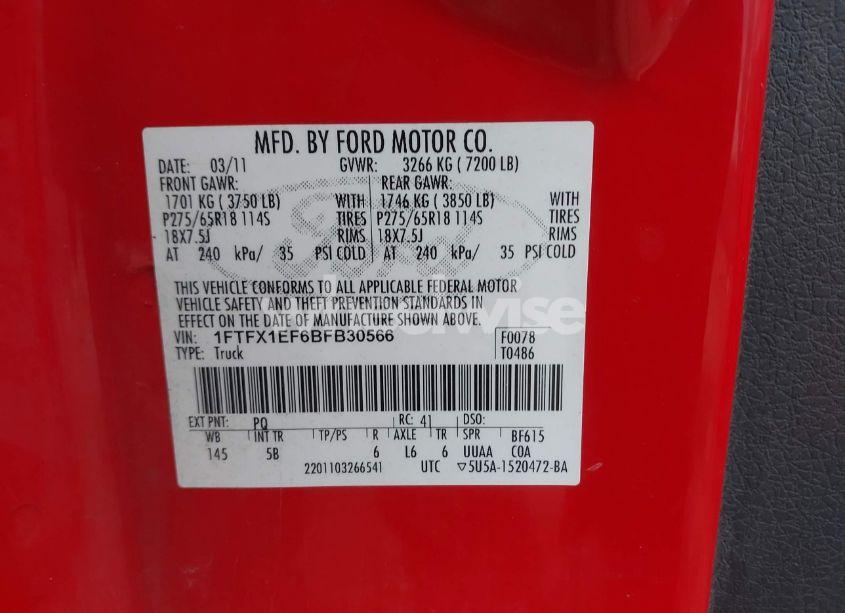 MFD. BY FORD MOTOR CO.
DATE: 03/11 GVWR: 3266 KG ( 7200 LB)
FRONT GAWR: REAR GAWR:
1701 KG ( 3750 LB) WITH 1746 KG ( 3850 LB) WITH
P275/65R18 114S TIRES P275/65R18 114S TIRES
18X7.5J RIMS 18X7.5J RIMS
AT 240 kPa/ 35 PSI COLD AT 240 kPa/ 35 PSI COLD
THIS VEHICLE CONFORMS TO ALL APPLICABLE FEDERAL MOTOR
VEHICLE SAFETY AND THEFT PREVENTION STANDARDS IN
EFFECT ON THE DATE OF MANUFACTURE SHOWN ABOVE.
VIN: 1FTFX1EF6BFB30566 F0078
TYPE: Truck T0486
EXT PNT: PQ RC: 41 DSO:
WB INT TR TP/PS R AXLE TR SPR BF615
145 5B 6 L6 6 UUAA COA
2201103266541 UTC ▽5U5A-1520472-BA